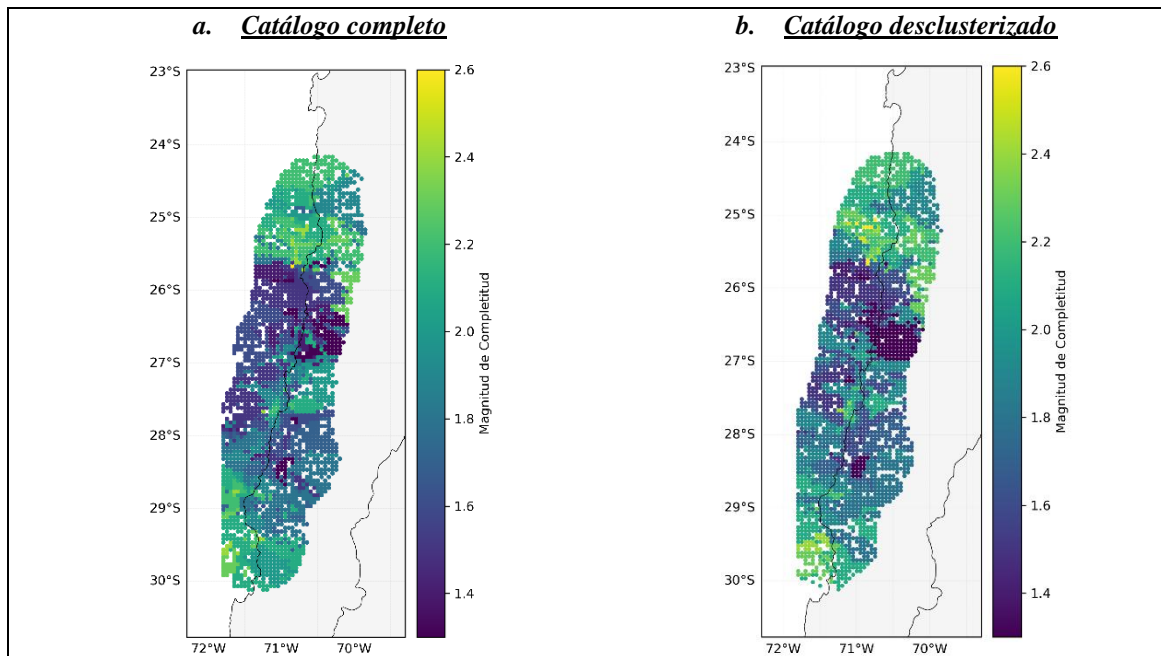 a. Catálogo completo
b. Catálogo desclusterizado
23°S
24°S
25°S
26°S
27°S
28°S
29°S
30°S
72°W
71°W
70°W
2.6
2.4
2.2
2.0
1.8
1.6
1.4
Magnitud de Completitud
23°S
24°S
25°S
26°S
27°S
28°S
29°S
30°S
72°W
71°W
70°W
2.6
2.4
2.2
2.0
1.8
1.6
1.4
Magnitud de Completitud